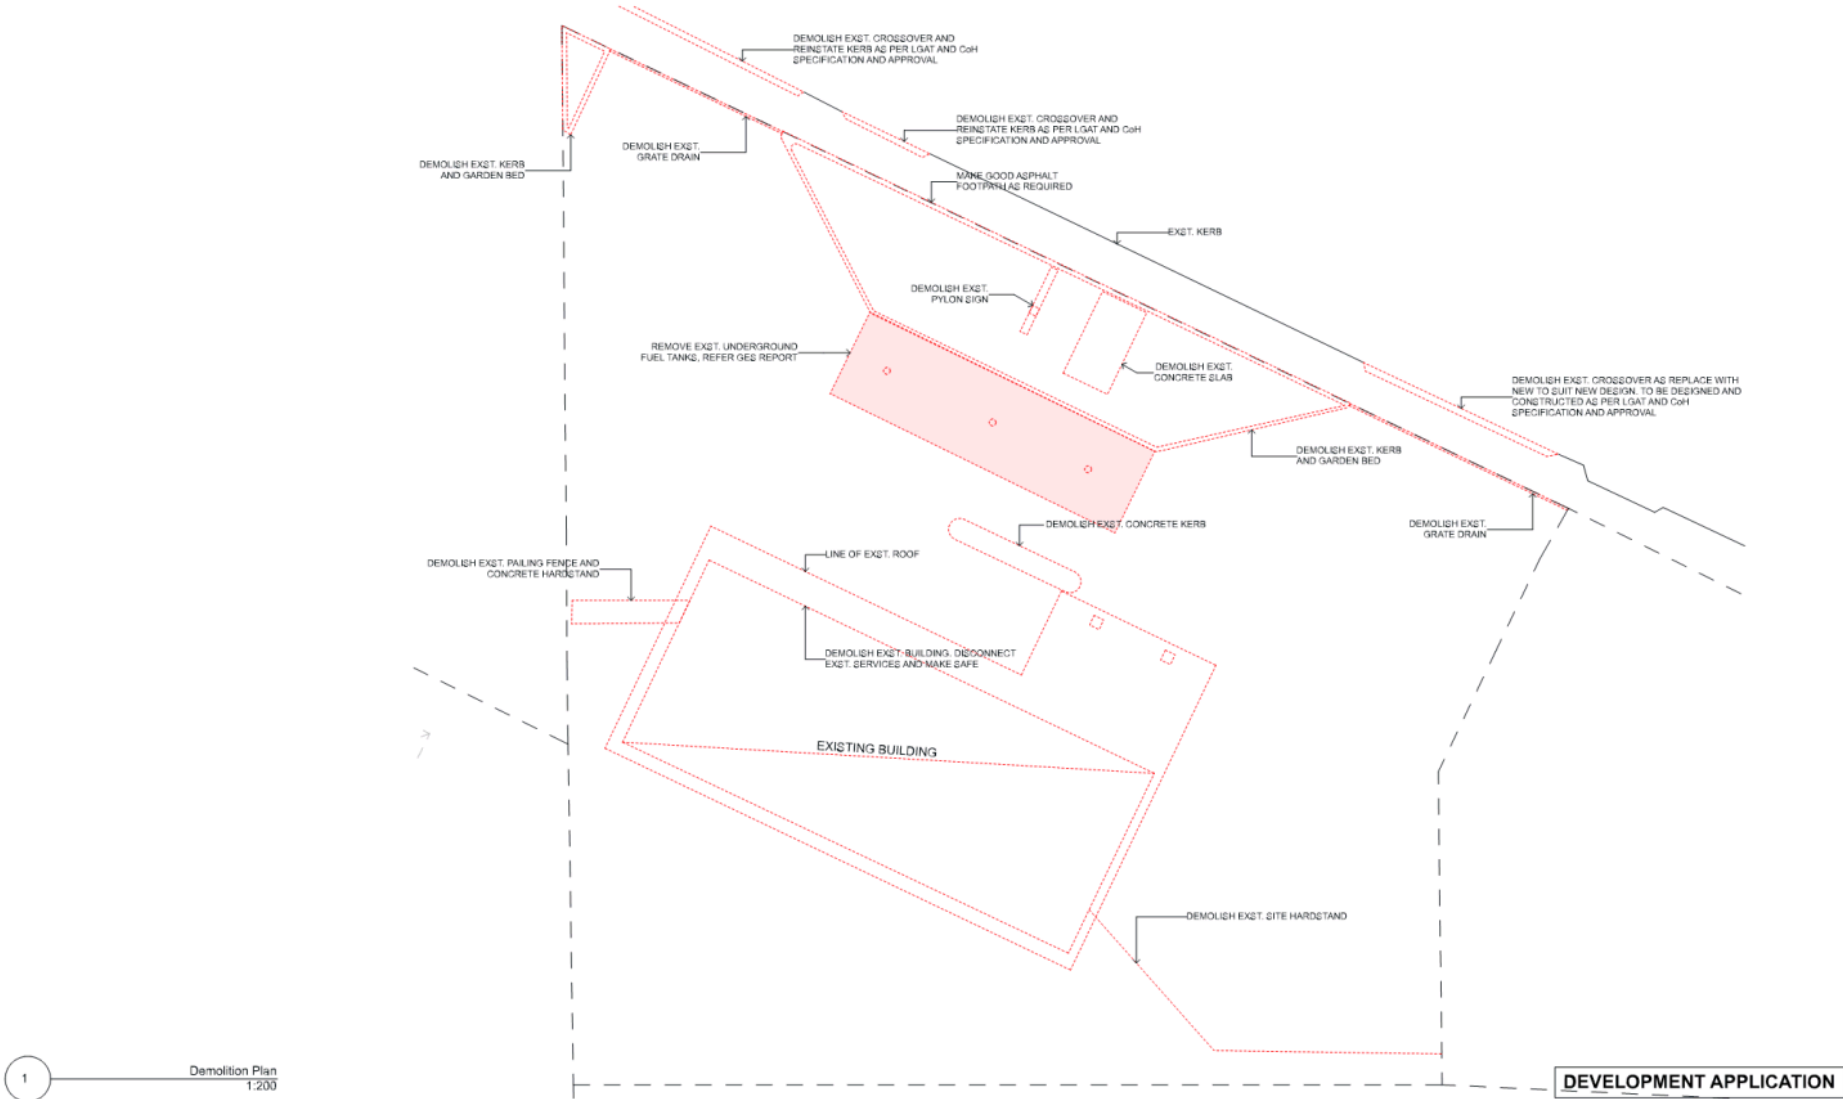 DEMOLISH EXST. CROSSOVER AND
REINSTATE KERB AS PER LGAT AND CoH
SPECIFICATION AND APPROVAL
DEMOLISH EXST. CROSSOVER AND
REINSTATE KERB AS PER LGAT AND CoH
SPECIFICATION AND APPROVAL
DEMOLISH EXST. KERB
AND GARDEN BED
DEMOLISH EXST.
GRATE DRAIN
MAKE GOOD ASPHALT
FOOTPATH AS REQUIRED
EXST. KERB
DEMOLISH EXST.
PYLON SIGN
REMOVE EXST. UNDERGROUND
FUEL TANKS, REFER GES REPORT
DEMOLISH EXST.
CONCRETE SLAB
DEMOLISH EXST. CROSSOVER AS REPLACE WITH
NEW TO SUIT NEW DESIGN. TO BE DESIGNED AND
CONSTRUCTED AS PER LGAT AND CoH
SPECIFICATION AND APPROVAL
DEMOLISH EXST. KERB
AND GARDEN BED
DEMOLISH EXST. CONCRETE KERB
DEMOLISH EXST.
GRATE DRAIN
LINE OF EXST. ROOF
DEMOLISH EXST. PAILING FENCE AND
CONCRETE HARDSTAND
DEMOLISH EXST. BUILDING. DISCONNECT
EXST. SERVICES AND MAKE SAFE
EXISTING BUILDING
DEMOLISH EXST. SITE HARDSTAND
1
Demolition Plan
1:200
DEVELOPMENT APPLICATION